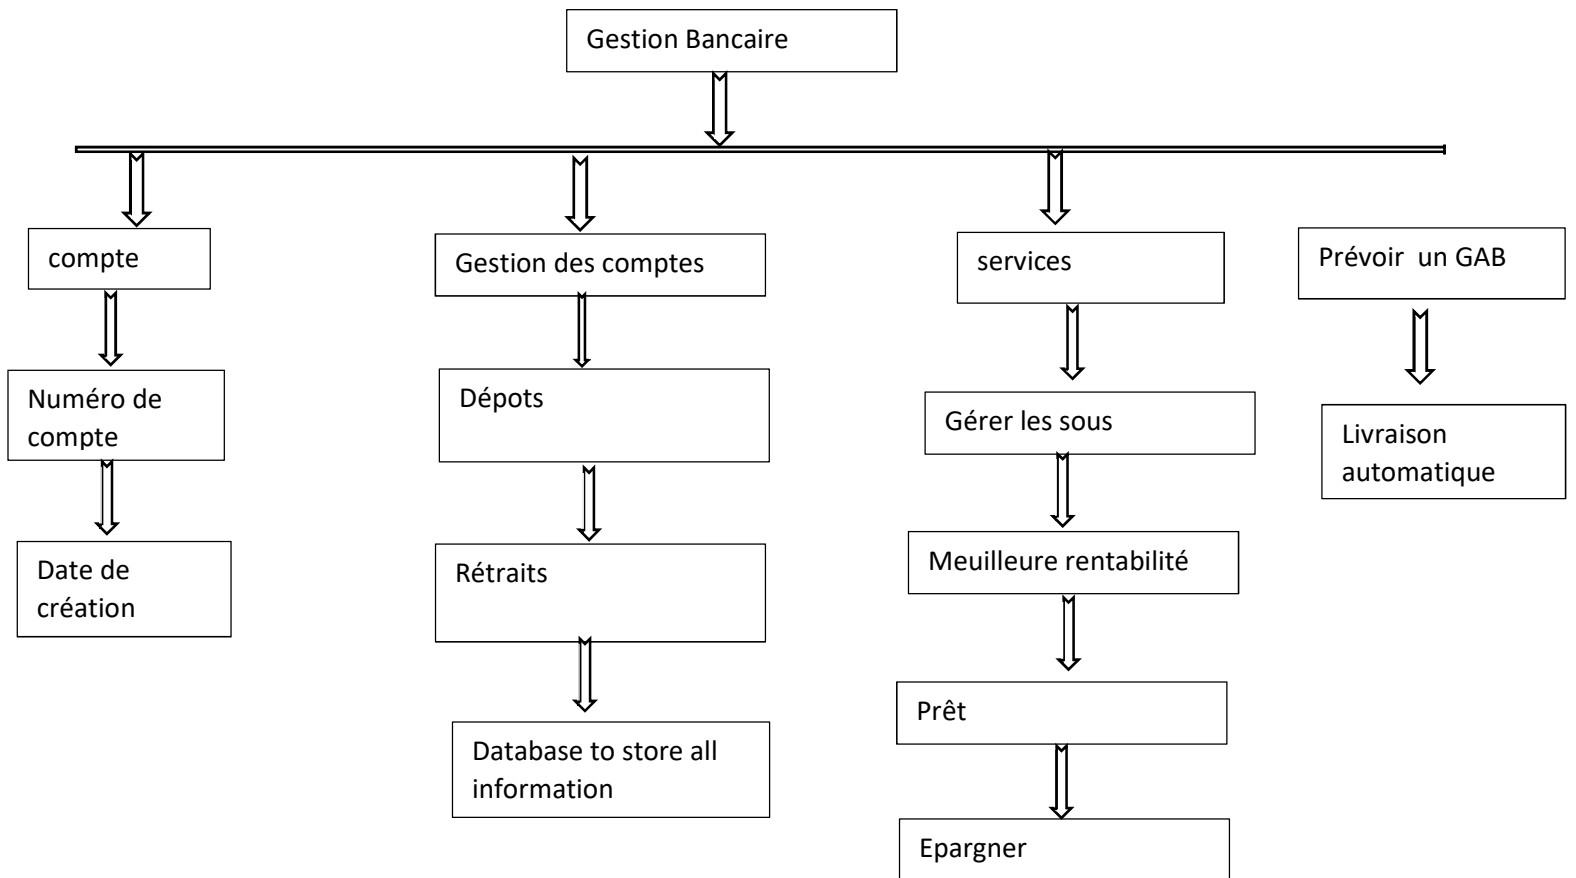 Gestion Bancaire
compte
Numéro de
compte
Date de
création
Gestion des comptes
Dépots
Rétraits
Database to store all
information
services
Gérer les sous
Meuilleure rentabilité
Prêt
Epargner
Prévoir  un GAB
Livraison
automatique